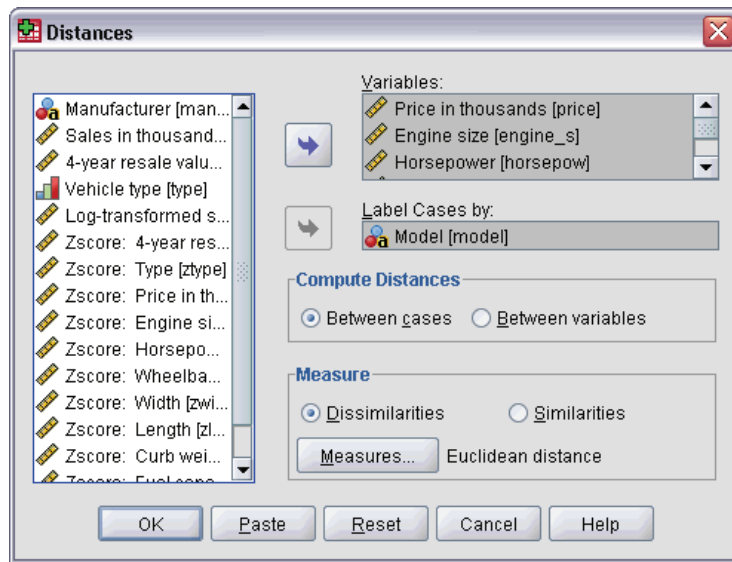 Distances
Variables:
Manufacturer [man...
Sales in thousand...
4-year resale valu...
Vehicle type [type]
Log-transformed s...
Zscore: 4-year res...
Zscore: Type [ztype]
Zscore: Price in th...
Zscore: Engine si...
Zscore: Horsepo...
Zscore: Wheelba...
Zscore: Width [zwi...
Zscore: Length [zl...
Zscore: Curb wei...
Price in thousands [price]
Engine size [engine_s]
Horsepower [horsepow]
Label Cases by:
Model [model]
Compute Distances
Between cases Between variables
Measure
Dissimilarities Similarities
Measures... Euclidean distance
OK Paste Reset Cancel Help